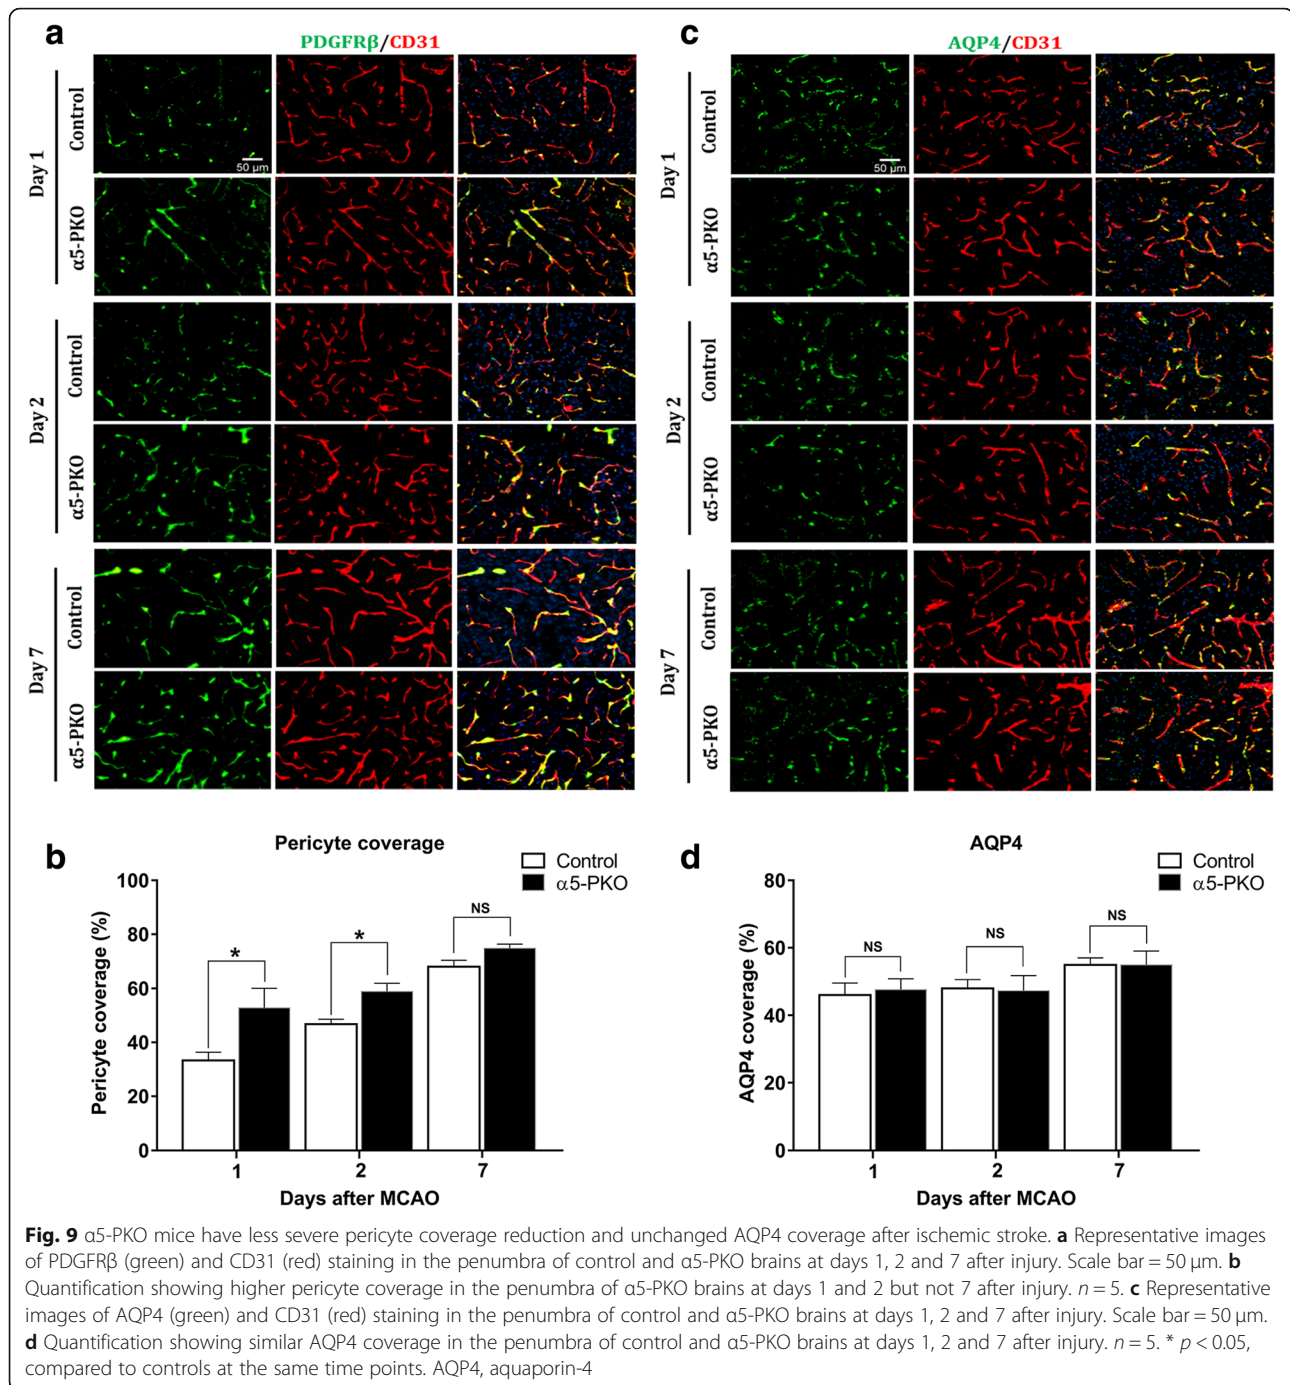 a
PDGFRβ/CD31
Day 1
Control
50 µm
α5-PKO
Day 2
Control
α5-PKO
Day 7
Control
α5-PKO
c
AQP4/CD31
Day 1
Control
50 µm
α5-PKO
Day 2
Control
α5-PKO
Day 7
Control
α5-PKO
b
Pericyte coverage
Control
α5-PKO
Pericyte coverage (%)
100
80
60
40
20
0
*
*
NS
1
2
7
Days after MCAO
d
AQP4
Control
α5-PKO
AQP4 coverage (%)
80
60
40
20
0
NS
NS
NS
1
2
7
Days after MCAO
Fig. 9 α5-PKO mice have less severe pericyte coverage reduction and unchanged AQP4 coverage after ischemic stroke. a Representative images
of PDGFRβ (green) and CD31 (red) staining in the penumbra of control and α5-PKO brains at days 1, 2 and 7 after injury. Scale bar = 50 µm. b
Quantification showing higher pericyte coverage in the penumbra of α5-PKO brains at days 1 and 2 but not 7 after injury. n = 5. c Representative
images of AQP4 (green) and CD31 (red) staining in the penumbra of control and α5-PKO brains at days 1, 2 and 7 after injury. Scale bar = 50 µm.
d Quantification showing similar AQP4 coverage in the penumbra of control and α5-PKO brains at days 1, 2 and 7 after injury. n = 5. * p < 0.05,
compared to controls at the same time points. AQP4, aquaporin-4